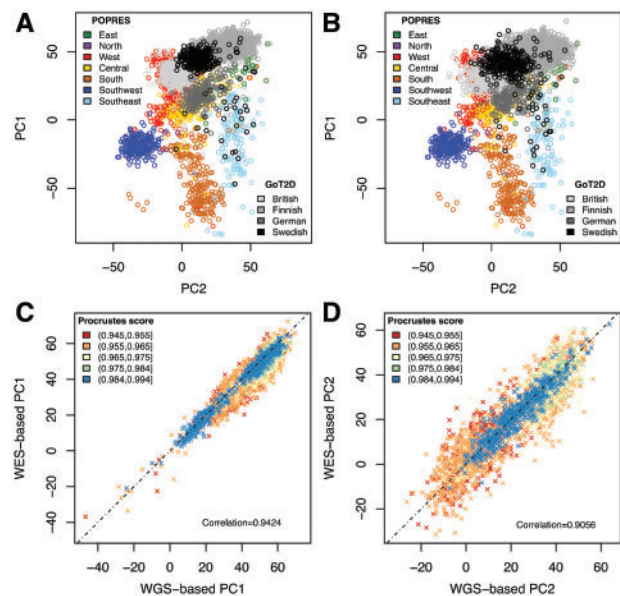 A
POPRES
East
North
West
Central
South
Southwest
Southeast
GoT2D
British
Finnish
German
Swedish
PC1
50
0
−50
−50
0
50
PC2
B
POPRES
East
North
West
Central
South
Southwest
Southeast
GoT2D
British
Finnish
German
Swedish
PC1
50
0
−50
−50
0
50
PC2
C
Procrustes score
(0.945,0.955]
(0.955,0.965]
(0.965,0.975]
(0.975,0.984]
(0.984,0.994]
Correlation=0.9424
WES-based PC1
60
40
20
0
−20
−40
−40
−20
0
20
40
60
WGS-based PC1
D
Procrustes score
(0.945,0.955]
(0.955,0.965]
(0.965,0.975]
(0.975,0.984]
(0.984,0.994]
Correlation=0.9056
WES-based PC2
60
40
20
0
−20
−20
0
20
40
60
WGS-based PC2